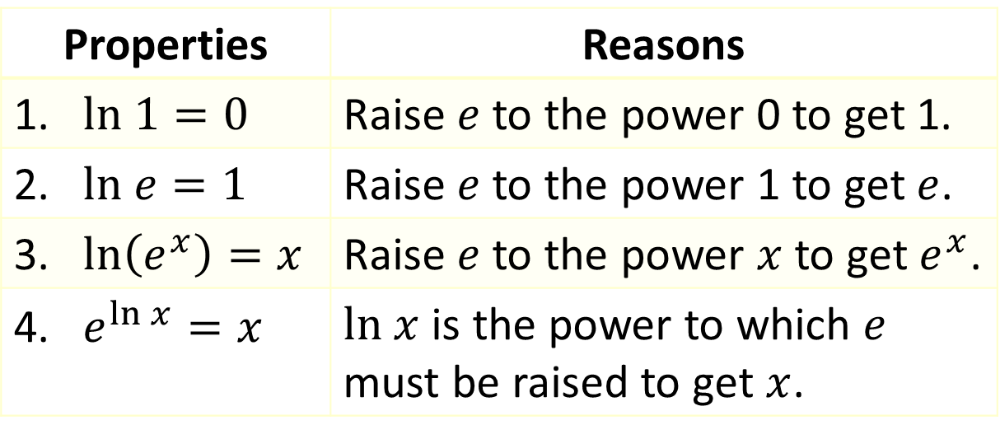 Properties Reasons
1. ln 1 = 0 Raise e to the power 0 to get 1.
2. ln e = 1 Raise e to the power 1 to get e.
3. ln(eˣ) = x Raise e to the power x to get eˣ.
4. e^(ln x) = x ln x is the power to which e
must be raised to get x.